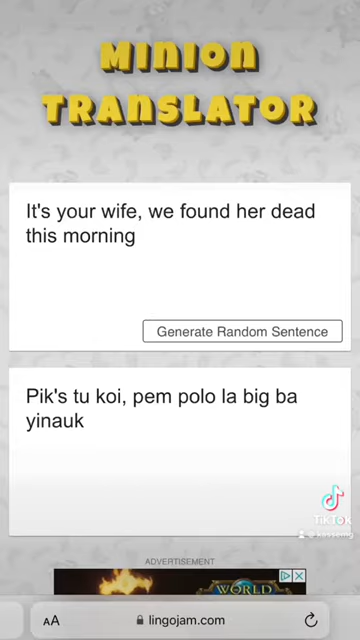 Minion
Translator
It's your wife, we found her dead
this morning
Generate Random Sentence
Pik's tu koi, pem polo la big ba
yinauk
TikTok
ADVERTISEMENT
WORLD
AA
lingojam.com